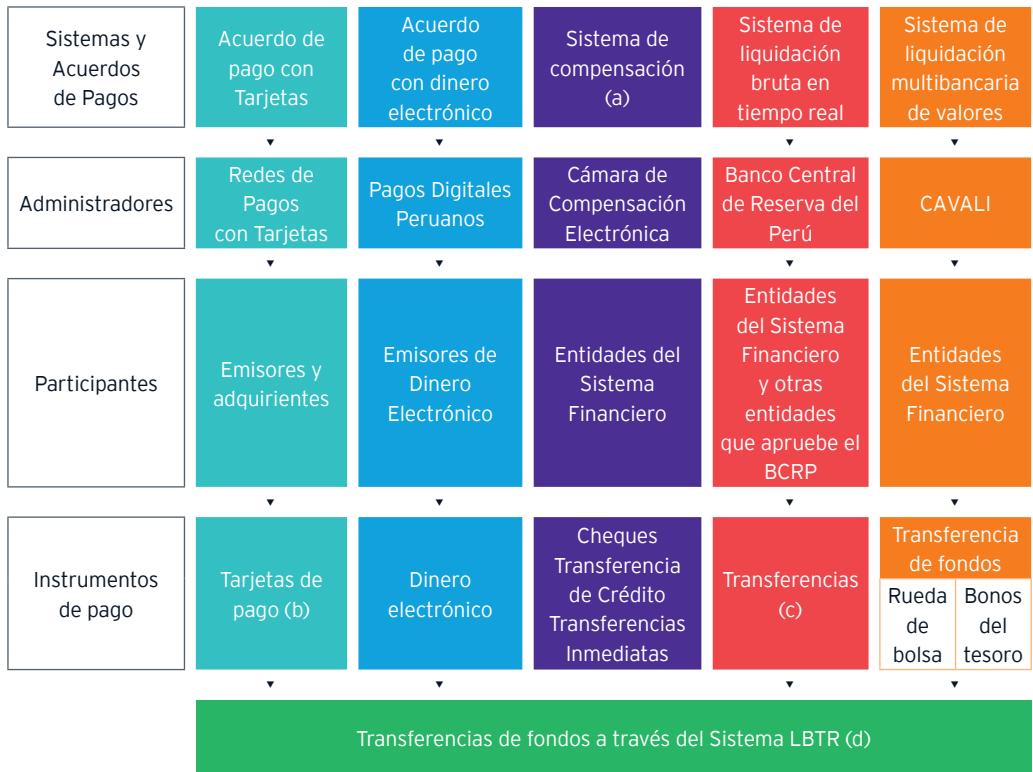 Sistemas y
Acuerdos
de Pagos
Acuerdo de
pago con
Tarjetas
Acuerdo
de pago
con dinero
electrónico
Sistema de
compensación
(a)
Sistema de
liquidación
bruta en
tiempo real
Sistema de
liquidación
multibancaria
de valores
Administradores
Redes de
Pagos
con Tarjetas
Pagos Digitales
Peruanos
Cámara de
Compensación
Electrónica
Banco Central
de Reserva del
Perú
CAVALI
Participantes
Emisores y
adquirientes
Emisores de
Dinero
Electrónico
Entidades del
Sistema
Financiero
Entidades
del Sistema
Financiero
y otras
entidades
que apruebe el
BCRP
Entidades
del Sistema
Financiero
Instrumentos
de pago
Tarjetas de
pago (b)
Dinero
electrónico
Cheques
Transferencia
de Crédito
Transferencias
Inmediatas
Transferencias
(c)
Transferencia
de fondos
Rueda
de
bolsa
Bonos
del
tesoro
Transferencias de fondos a través del Sistema LBTR (d)